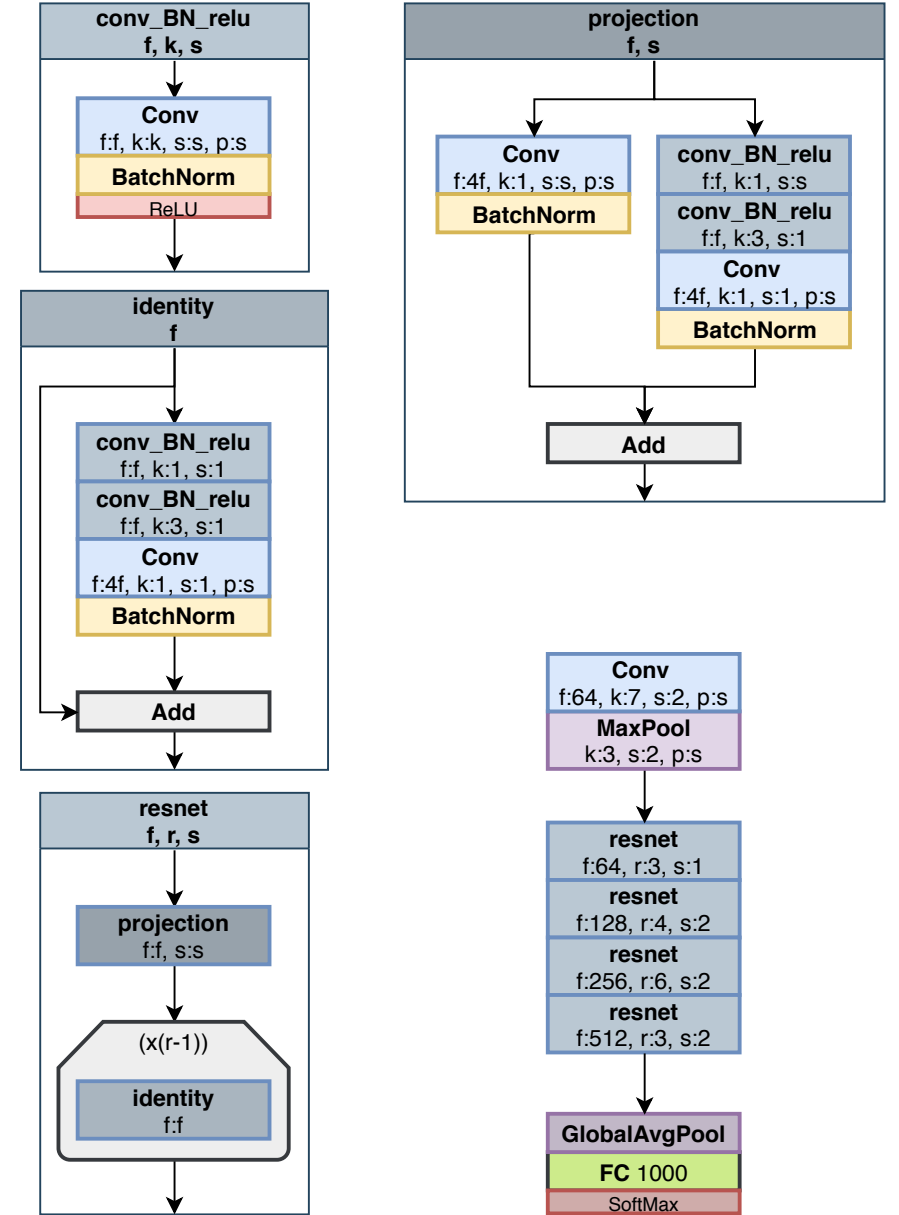 conv_BN_relu
f, k, s
Conv
f:f, k:k, s:s, p:s
BatchNorm
ReLU
identity
f
conv_BN_relu
f:f, k:1, s:1
conv_BN_relu
f:f, k:3, s:1
Conv
f:4f, k:1, s:1, p:s
BatchNorm
Add
resnet
f, r, s
projection
f:f, s:s
(x(r-1))
identity
f:f
projection
f, s
Conv
f:4f, k:1, s:s, p:s
BatchNorm
conv_BN_relu
f:f, k:1, s:s
conv_BN_relu
f:f, k:3, s:1
Conv
f:4f, k:1, s:1, p:s
BatchNorm
Add
Conv
f:64, k:7, s:2, p:s
MaxPool
k:3, s:2, p:s
resnet
f:64, r:3, s:1
resnet
f:128, r:4, s:2
resnet
f:256, r:6, s:2
resnet
f:512, r:3, s:2
GlobalAvgPool
FC 1000
SoftMax